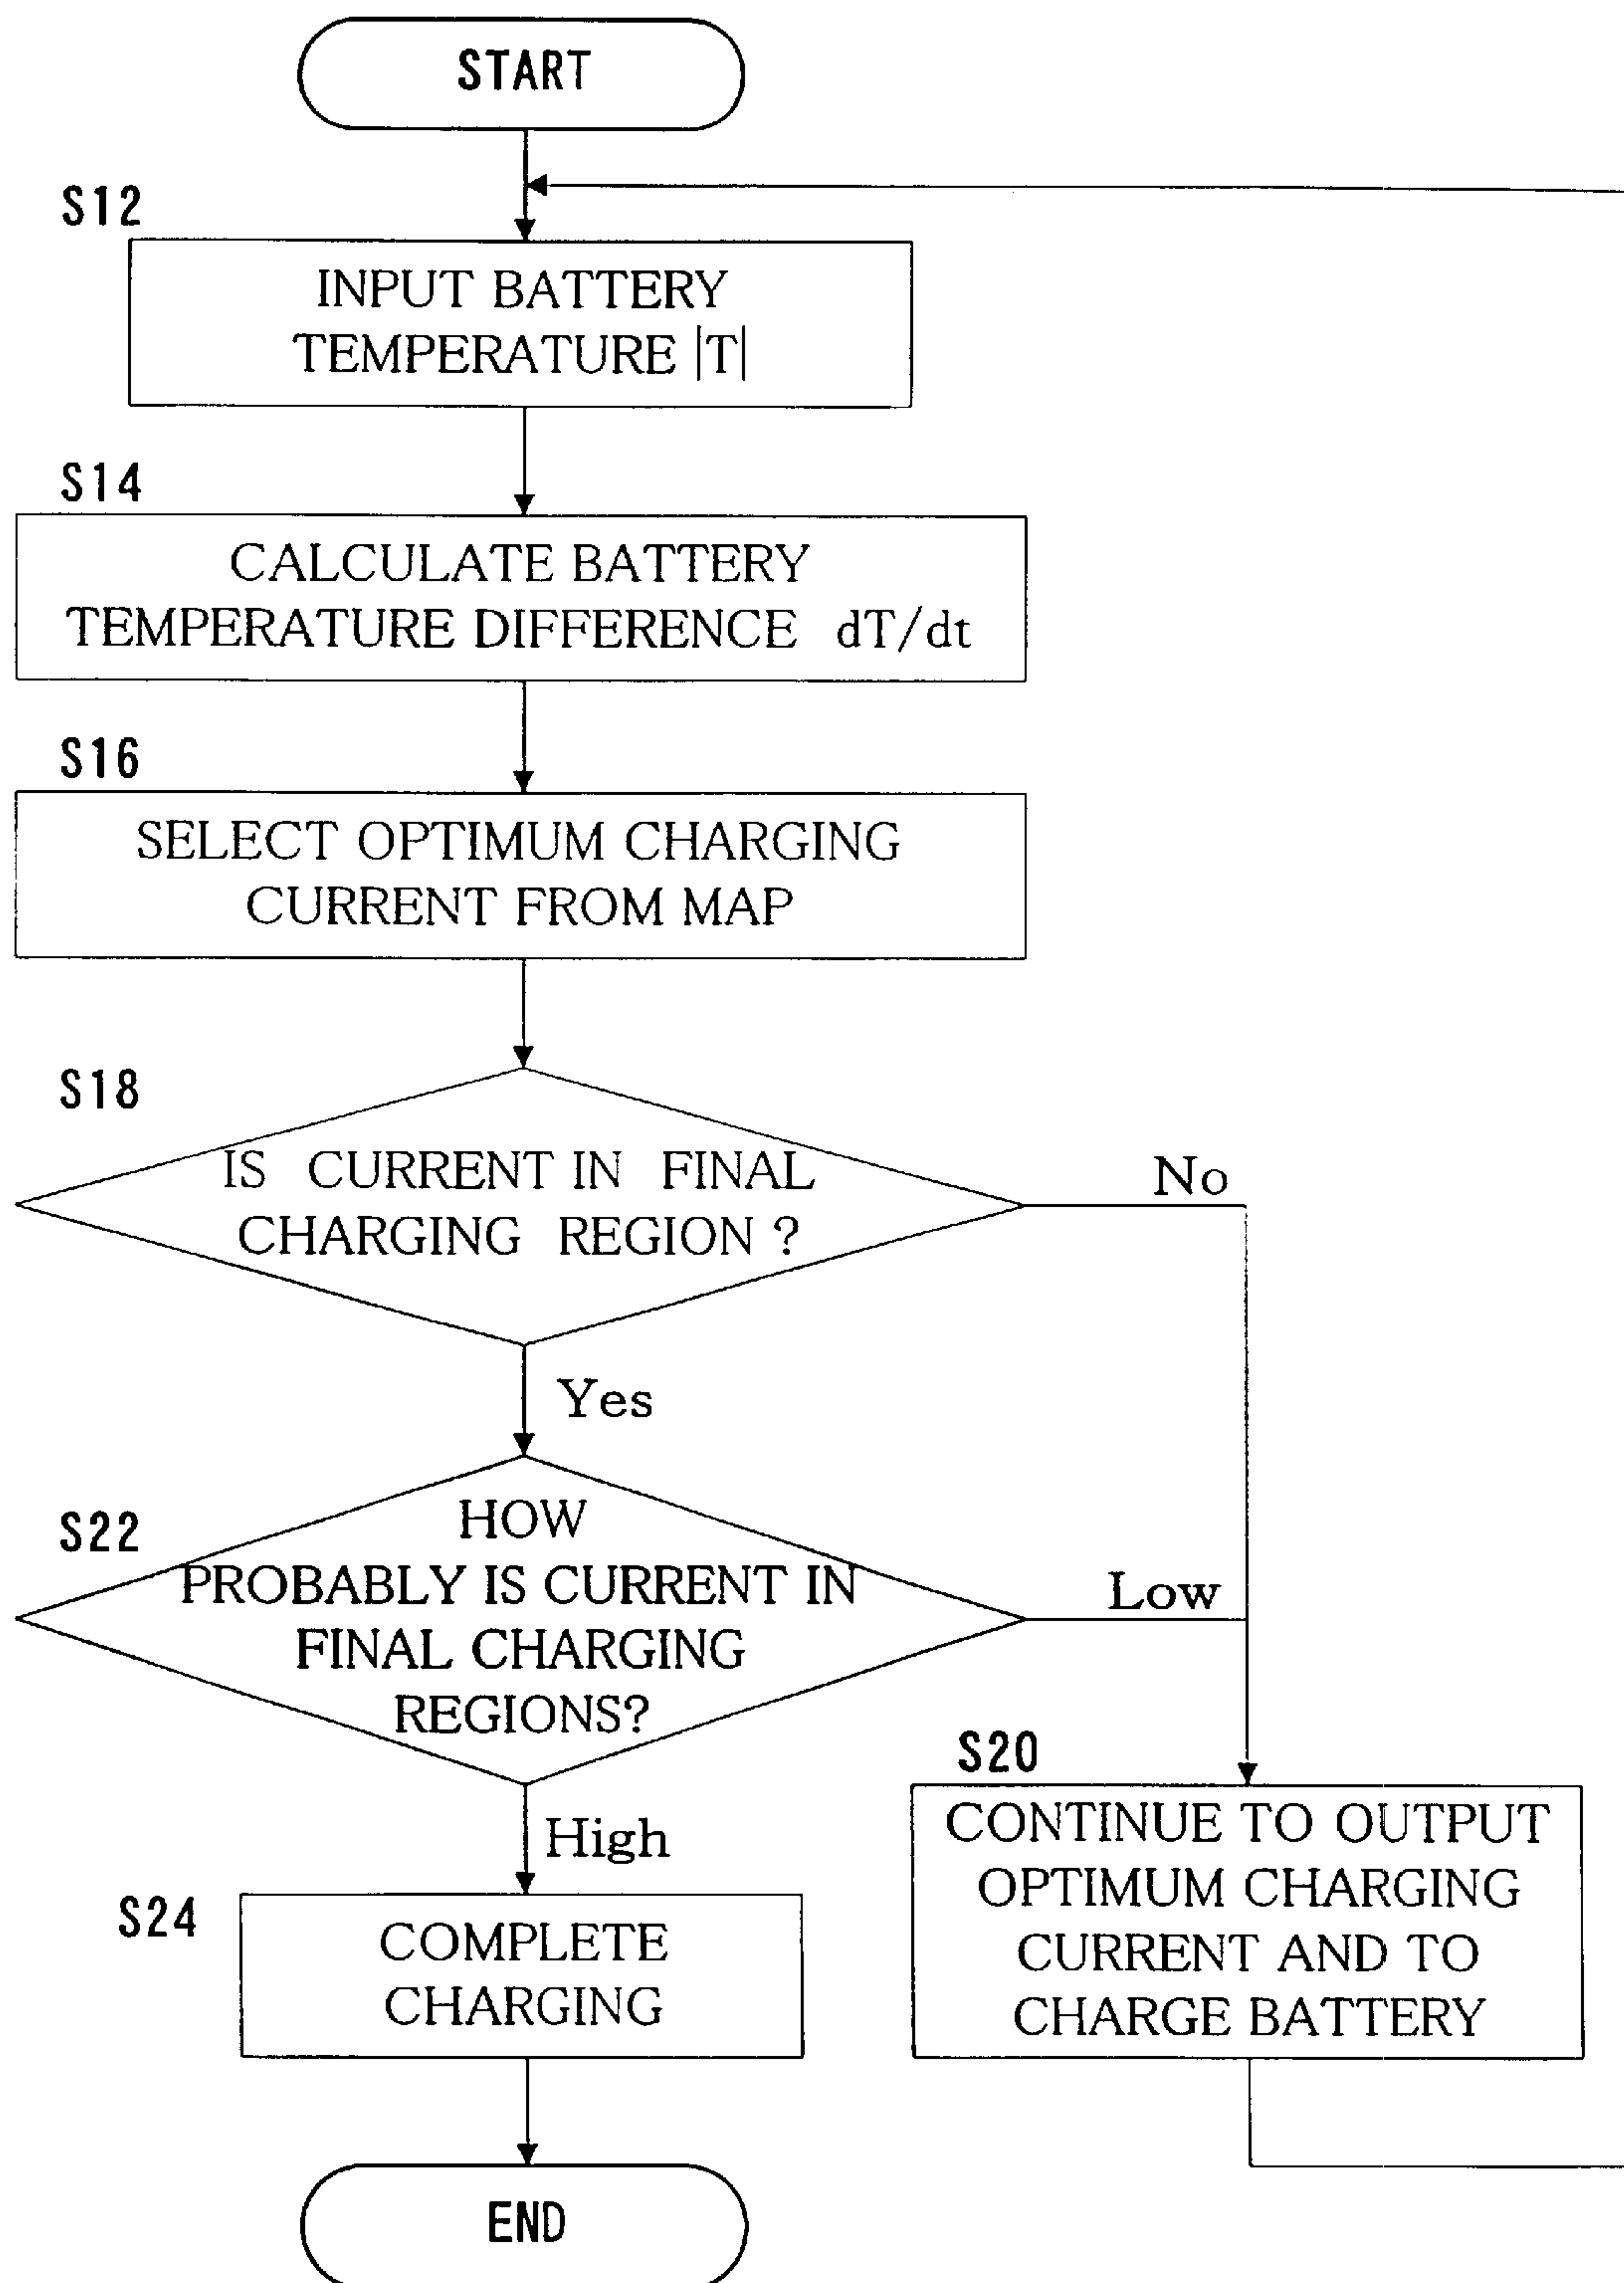 START
S12
INPUT BATTERY
TEMPERATURE |T|
S14
CALCULATE BATTERY
TEMPERATURE DIFFERENCE dT/dt
S16
SELECT OPTIMUM CHARGING
CURRENT FROM MAP
S18
IS CURRENT IN FINAL
CHARGING REGION ?
No
Yes
S22
HOW
PROBABLY IS CURRENT IN
FINAL CHARGING
REGIONS?
Low
High
S20
CONTINUE TO OUTPUT
OPTIMUM CHARGING
CURRENT AND TO
CHARGE BATTERY
S24
COMPLETE
CHARGING
END